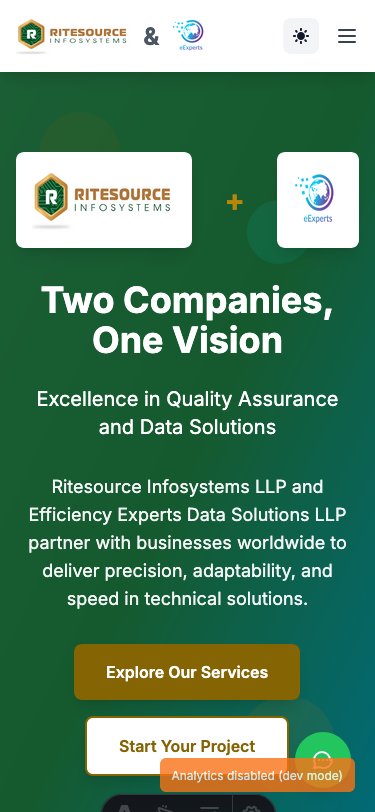 RITESOURCE
INFOSYSTEMS
&
eExperts
RITESOURCE
INFOSYSTEMS
+
eExperts
Two Companies,
One Vision
Excellence in Quality Assurance
and Data Solutions
Ritesource Infosystems LLP and
Efficiency Experts Data Solutions LLP
partner with businesses worldwide to
deliver precision, adaptability, and
speed in technical solutions.
Explore Our Services
Start Your Project
Analytics disabled (dev mode)